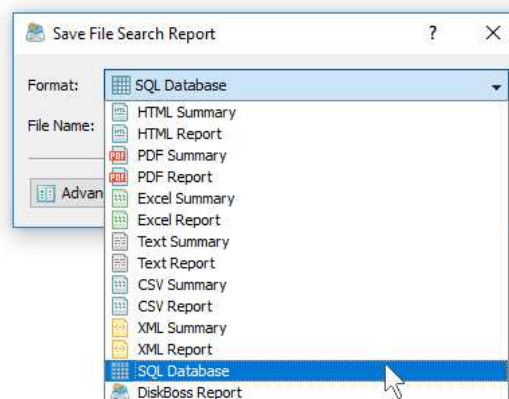 Save File Search Report ?
Format: SQL Database
HTML Summary
File Name: HTML Report
PDF Summary
PDF Report
Advan Excel Summary
Excel Report
Text Summary
Text Report
CSV Summary
CSV Report
XML Summary
XML Report
SQL Database
DiskBoss Report